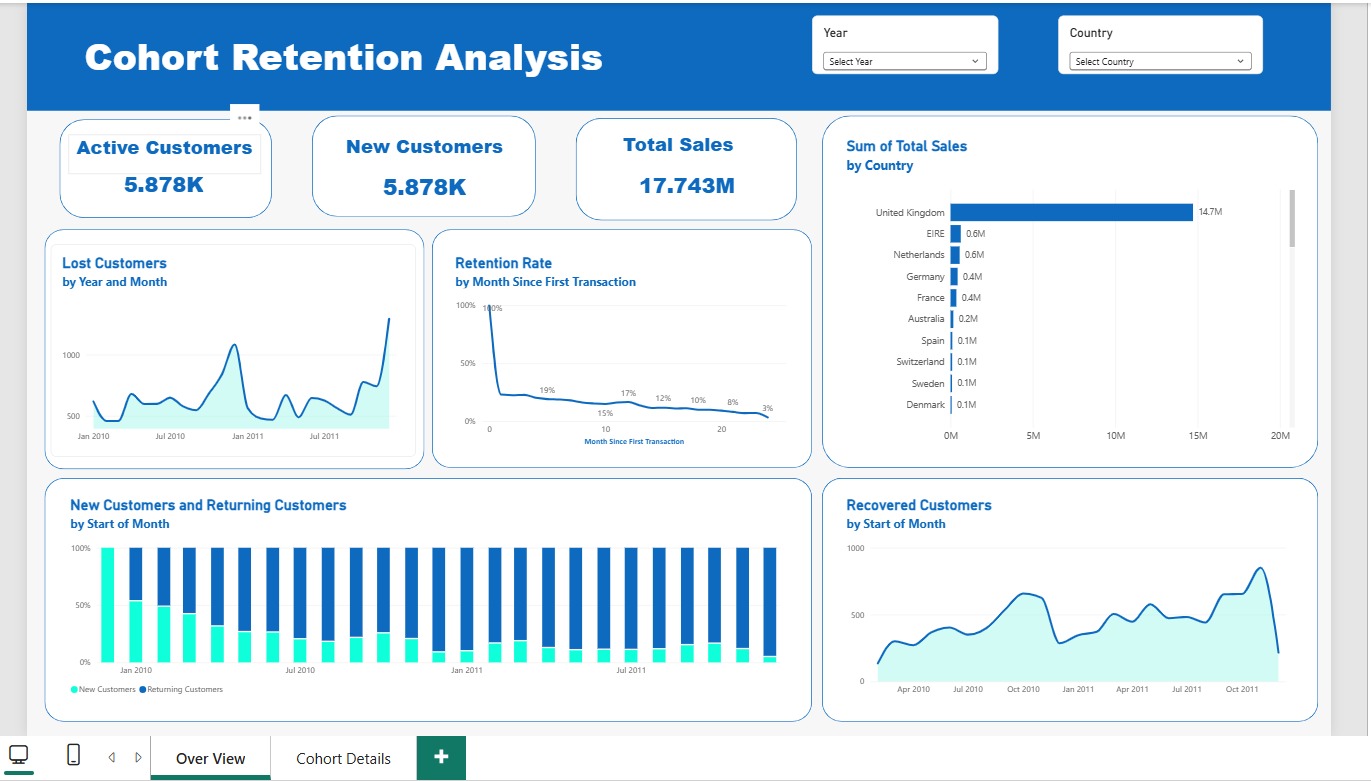 Cohort Retention Analysis
Year
Select Year
Country
Select Country
Active Customers
5.878K
New Customers
5.878K
Total Sales
17.743M
Sum of Total Sales
by Country
United Kingdom 14.7M
EIRE 0.6M
Netherlands 0.6M
Germany 0.4M
France 0.4M
Australia 0.2M
Spain 0.1M
Switzerland 0.1M
Sweden 0.1M
Denmark 0.1M
0M 5M 10M 15M 20M
Lost Customers
by Year and Month
1000
500
Jan 2010 Jul 2010 Jan 2011 Jul 2011
Retention Rate
by Month Since First Transaction
100% 100%
50%
19% 17% 12% 10% 8% 3%
15%
0%
0 10 20
Month Since First Transaction
New Customers and Returning Customers
by Start of Month
100%
50%
0%
Jan 2010 Jul 2010 Jan 2011 Jul 2011
New Customers Returning Customers
Recovered Customers
by Start of Month
1000
500
0
Apr 2010 Jul 2010 Oct 2010 Jan 2011 Apr 2011 Jul 2011 Oct 2011
Over View Cohort Details